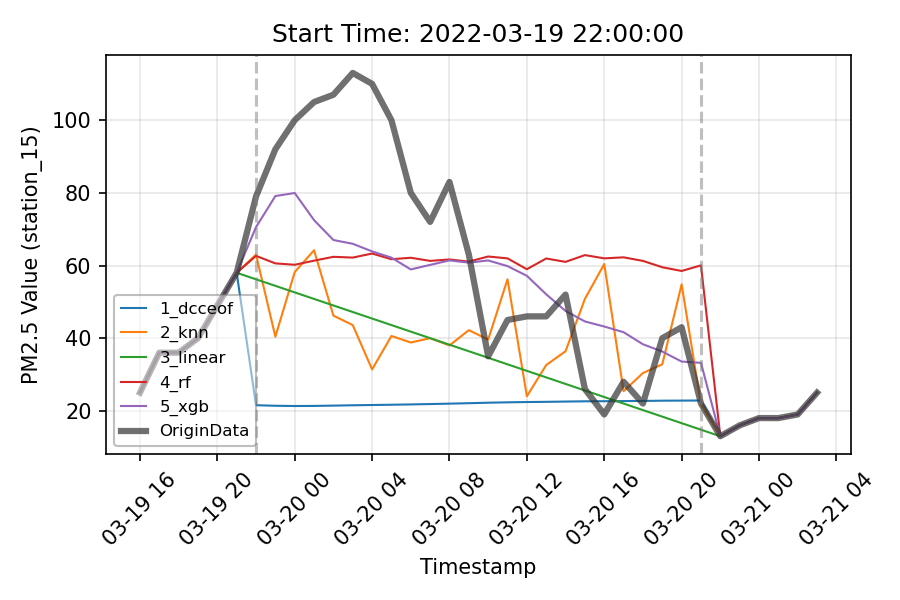 Start Time: 2022-03-19 22:00:00
PM2.5 Value (station_15)
100
80
60
40
20
1_dcceof
2_knn
3_linear
4_rf
5_xgb
OriginData
03-19 16
03-19 20
03-20 00
03-20 04
03-20 08
03-20 12
03-20 16
03-20 20
03-21 00
03-21 04
Timestamp